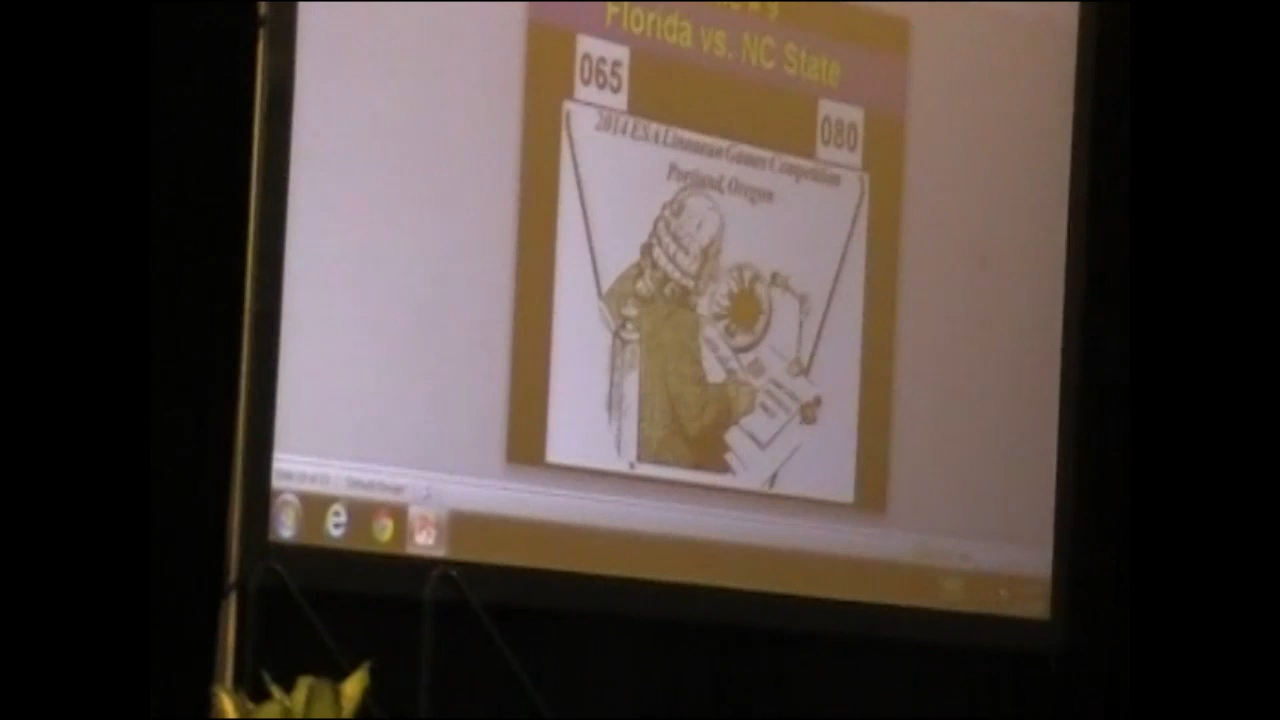 Florida vs. NC State
065
080
2014 ESA Linnaean Games Competition
Portland, Oregon